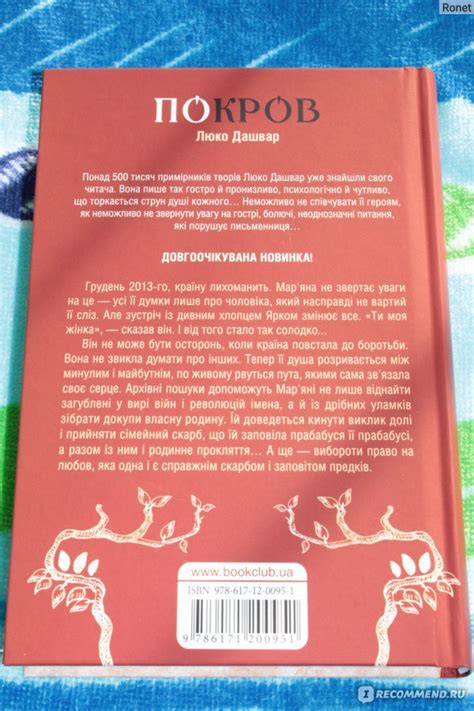 Ronet
ПОКРОВ
Люко Дашвар
Понад 500 тисяч примірників творів Люко Дашвар уже знайшли свого
читача. Вона пише так гостро й пронизливо, психологічно й чутливо,
що торкається струн душі кожного... Неможливо не співчувати її героям,
як неможливо не звернути увагу на гострі, болючі, неоднозначні питання,
які порушує письменниця...
ДОВГООЧІКУВАНА НОВИНКА!
Грудень 2013-го, країну лихоманить. Мар'яна не звертає уваги
на це — усі її думки лише про чоловіка, який насправді не вартий
її сліз. Але зустріч із дивним хлопцем Ярком змінює все. «Ти моя
жінка», — сказав він. І від того стало так солодко...
Він не може бути осторонь, коли країна повстала до боротьби.
Вона не звикла думати про інших. Тепер її душа розривається між
минулим і майбутнім, по живому рвуться пута, якими сама зв'язала
своє серце. Архівні пошуки допоможуть Мар'яні не лише віднайти
загублені у вирі війн і революцій імена, а й із дрібних уламків
зібрати докупи власну родину. Їй доведеться кинути виклик долі
і прийняти сімейний скарб, що їй заповіла прабабуся її прабабусі,
а разом із ним і родинне прокляття... А ще — вибороти право на
любов, яка одна і є справжнім скарбом і заповітом предків.
www.bookclub.ua
ISBN 978-617-12-0095-1
9 786171 200951
IRECOMMEND.RU